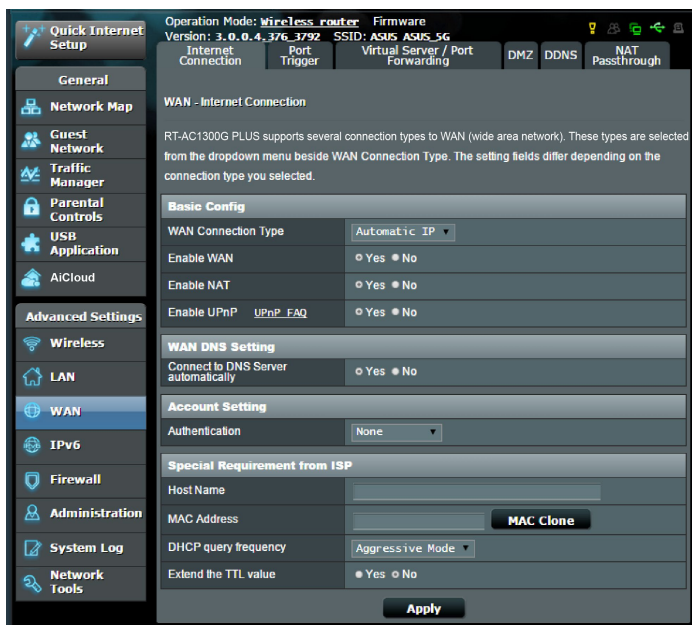 Quick Internet
Setup
General
Network Map
Guest
Network
Traffic
Manager
Parental
Controls
USB
Application
AiCloud
Advanced Settings
Wireless
LAN
WAN
IPv6
Firewall
Administration
System Log
Network
Tools
Operation Mode: Wireless router Firmware
Version: 3.0.0.4.376_3792 SSID: ASUS ASUS_5G
Internet
Connection
Port
Trigger
Virtual Server / Port
Forwarding
DMZ
DDNS
NAT
Passthrough
WAN - Internet Connection
RT-AC1300G PLUS supports several connection types to WAN (wide area network). These types are selected
from the dropdown menu beside WAN Connection Type. The setting fields differ depending on the
connection type you selected.
Basic Config
WAN Connection Type Automatic IP
Enable WAN Yes No
Enable NAT Yes No
Enable UPnP UPnP FAQ Yes No
WAN DNS Setting
Connect to DNS Server
automatically Yes No
Account Setting
Authentication None
Special Requirement from ISP
Host Name
MAC Address MAC Clone
DHCP query frequency Aggressive Mode
Extend the TTL value Yes No
Apply